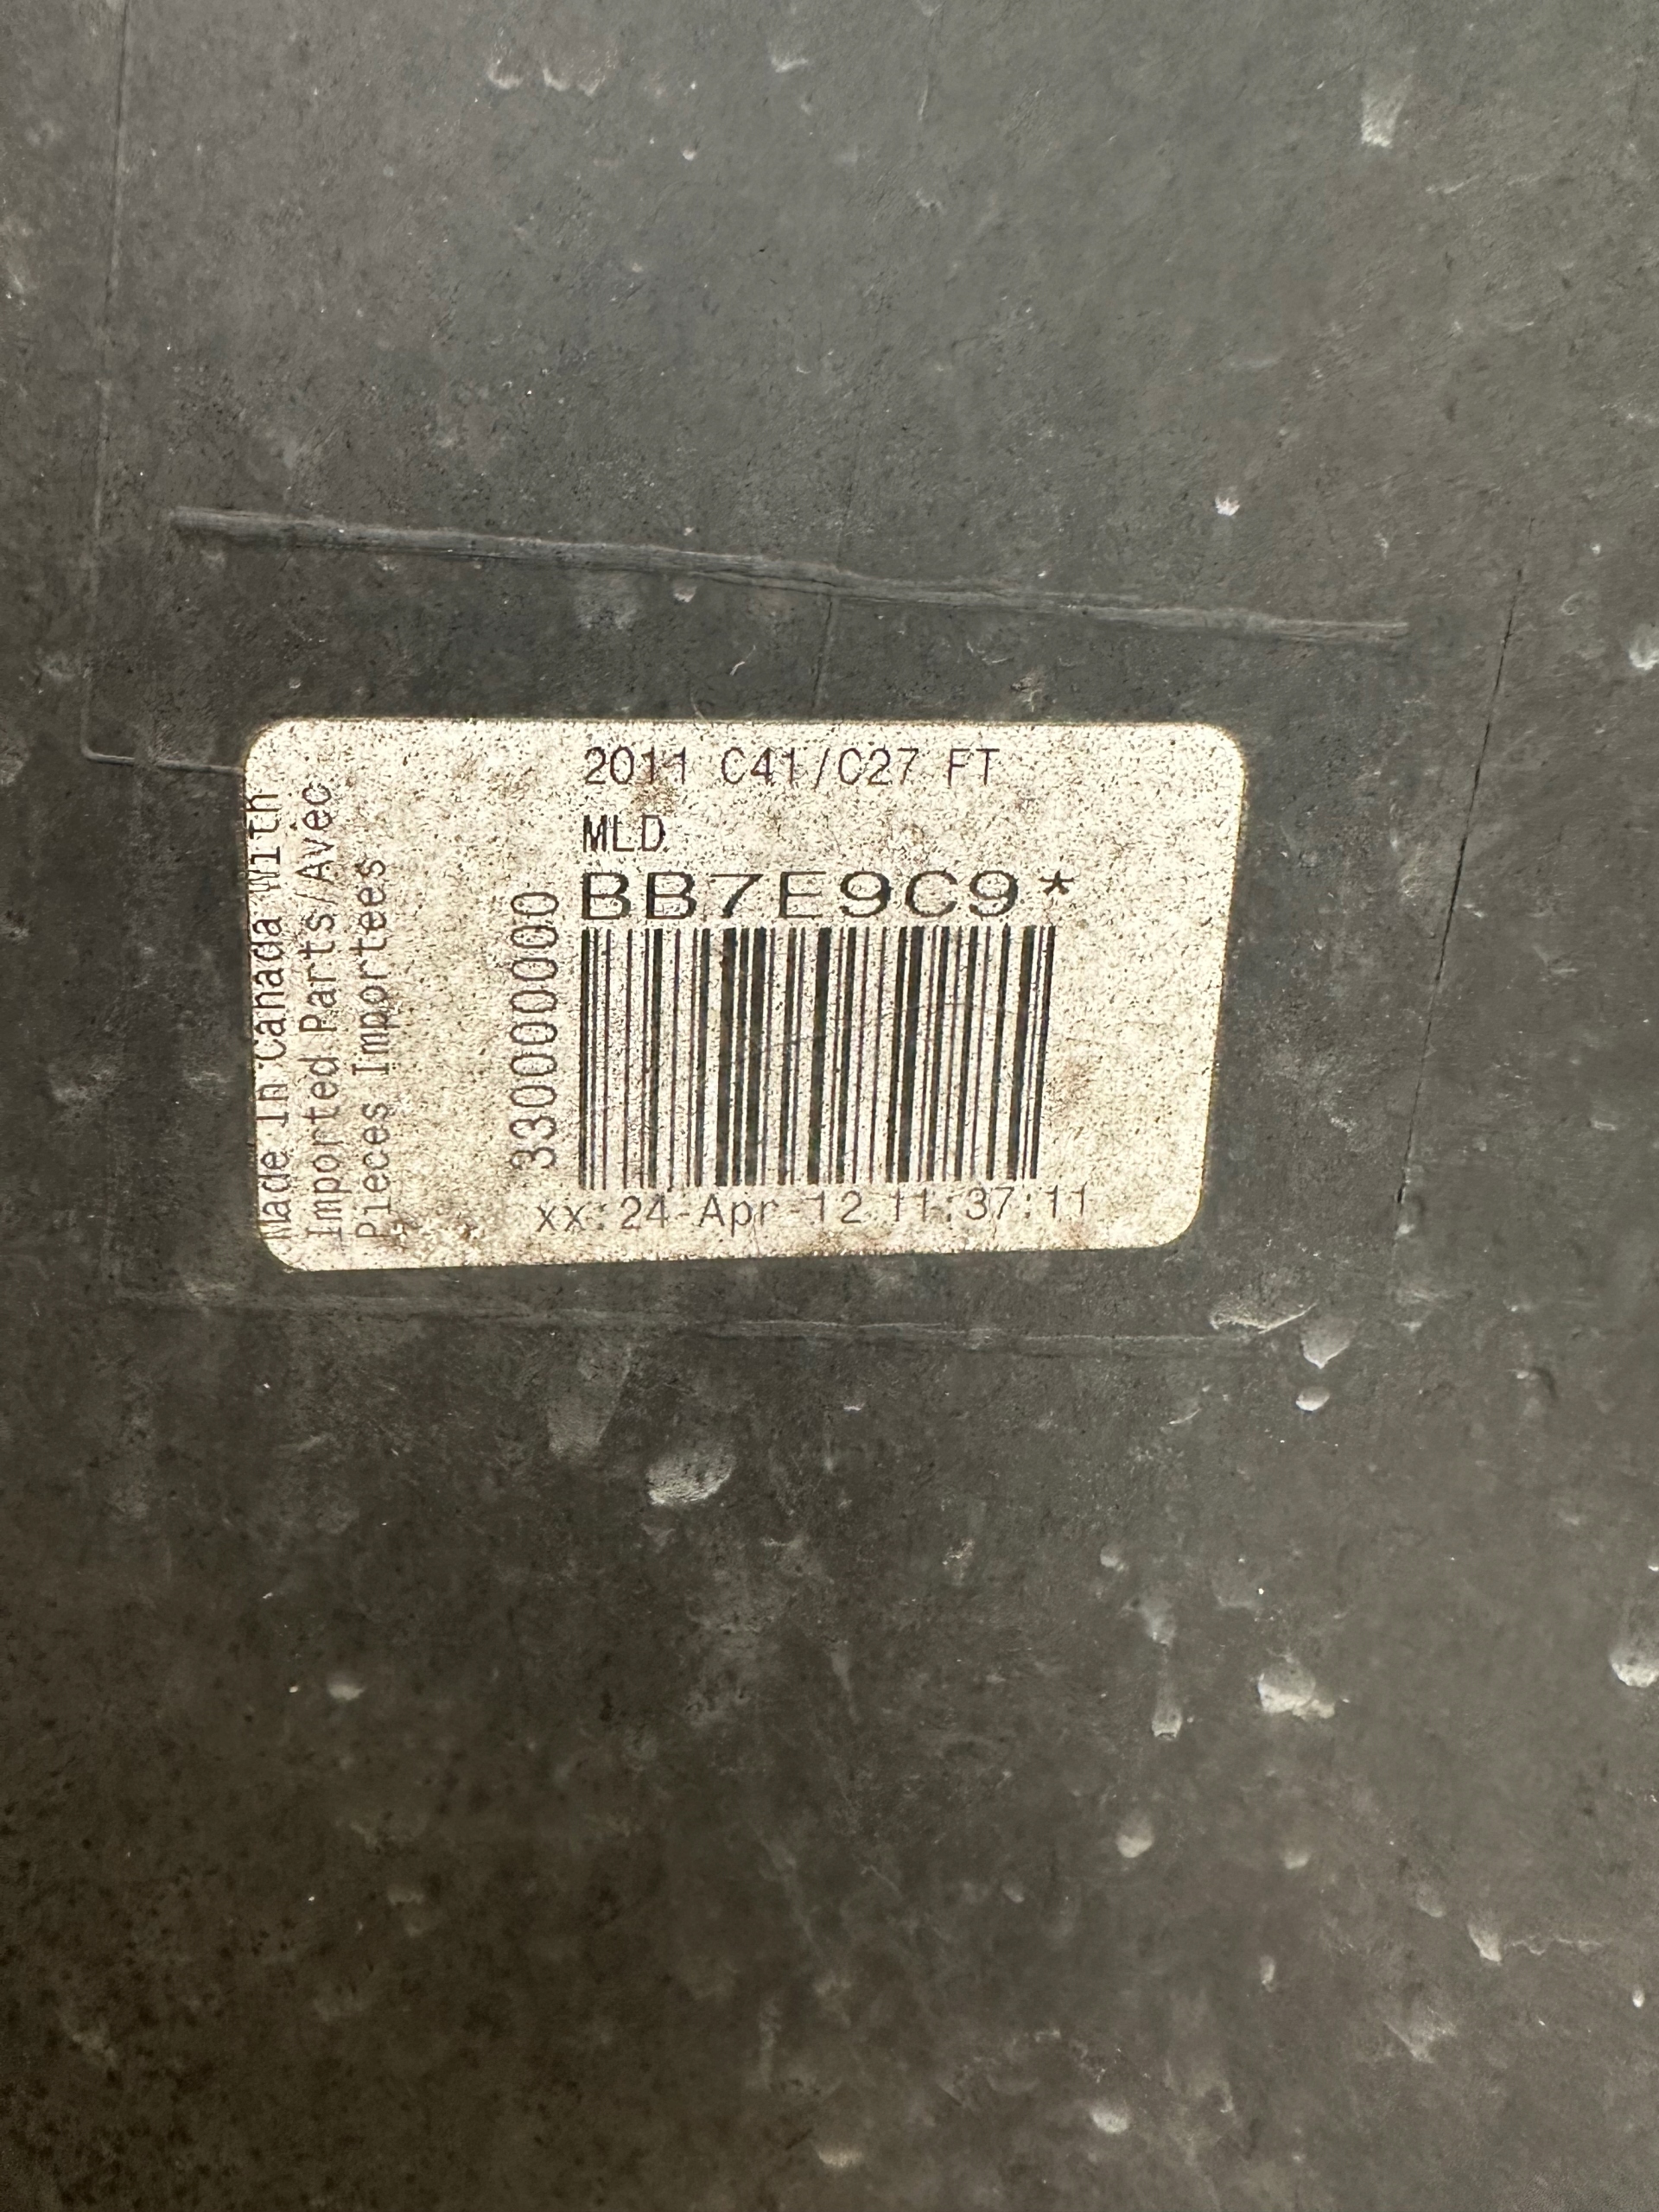 2011 C41/C27 FT
MLD
BB7E9C9*
3300000000
xx: 24-Apr-12 11:37:11
Made In Canada With
Imported Parts/Avec
Pieces Importees